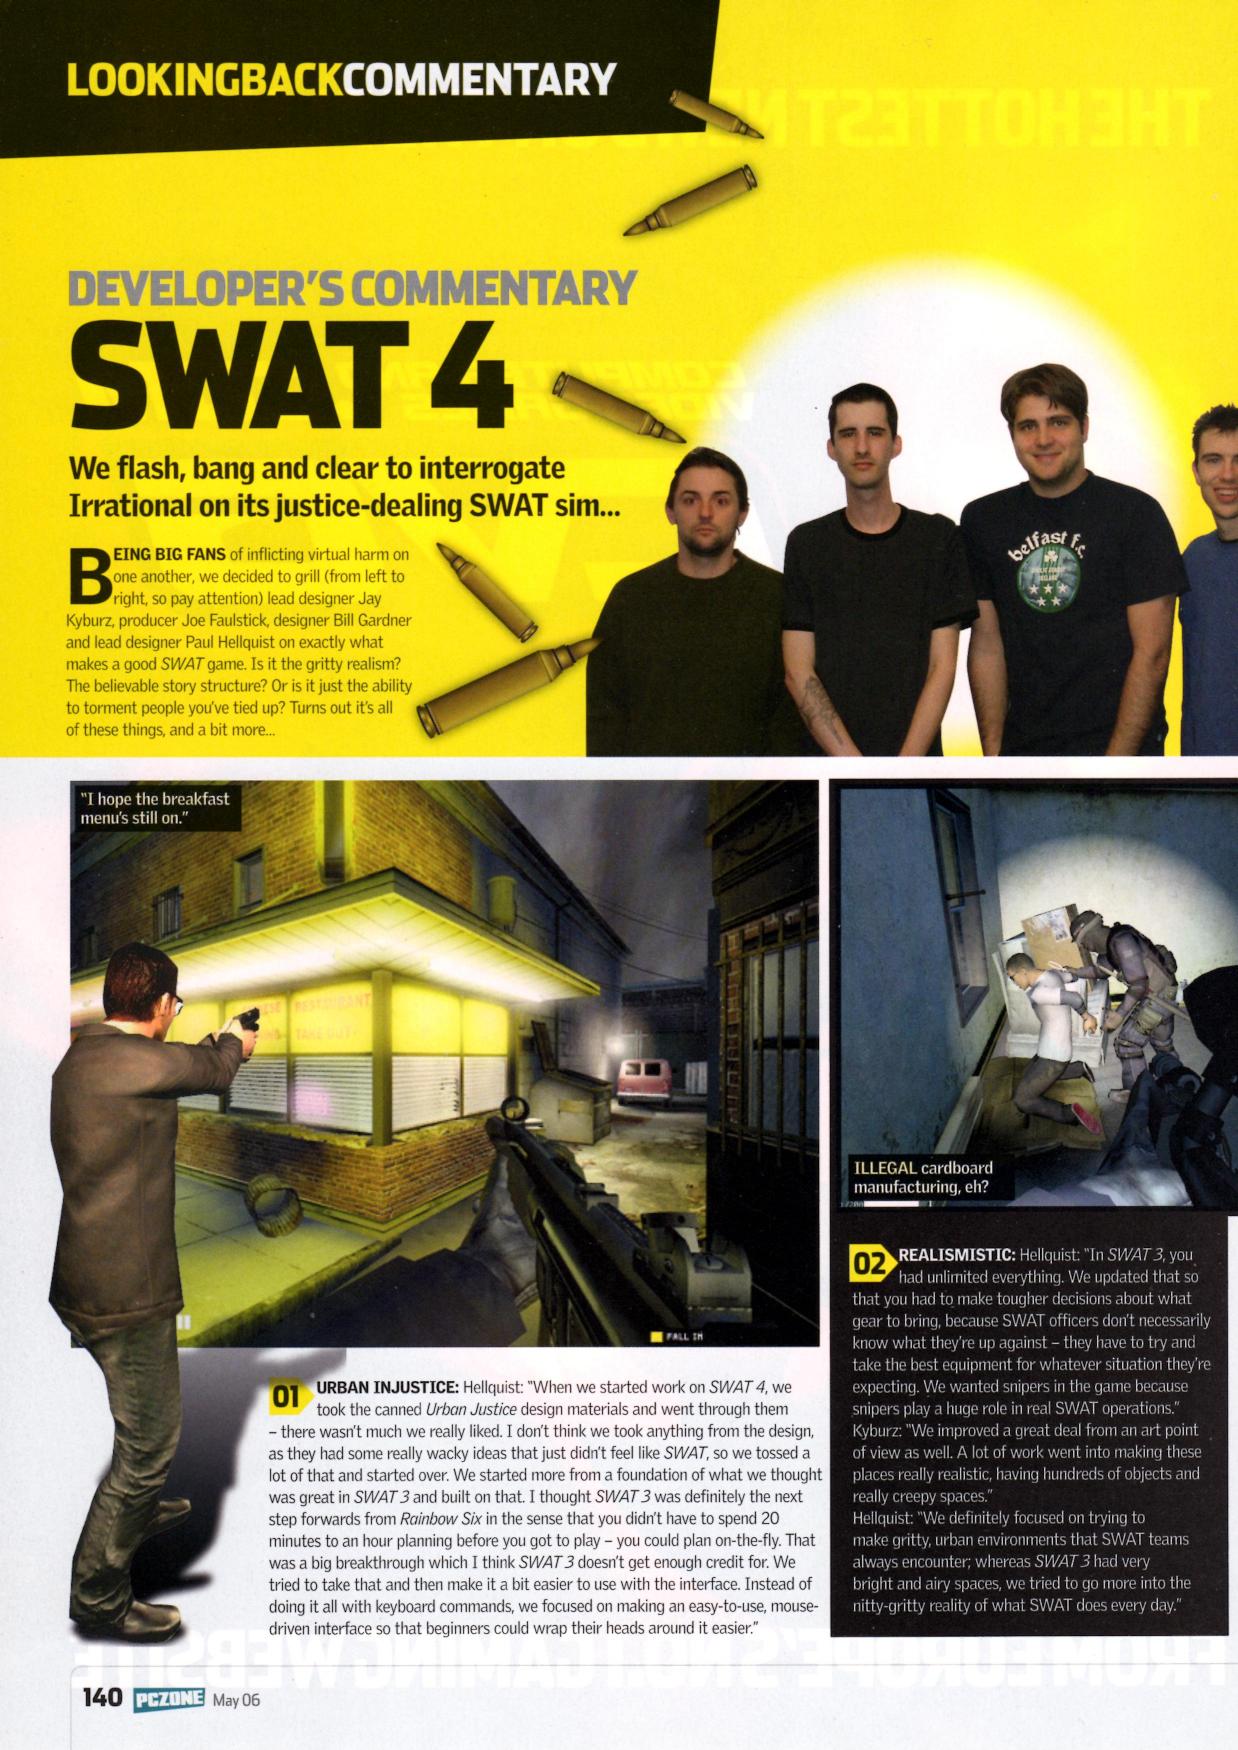 LOOKINGBACKCOMMENTARY
DEVELOPER'S COMMENTARY
SWAT 4
We flash, bang and clear to interrogate
Irrational on its justice-dealing SWAT sim...
BEING BIG FANS of inflicting virtual harm on
one another, we decided to grill (from left to
right, so pay attention) lead designer Jay
Kyburz, producer Joe Faulstick, designer Bill Gardner
and lead designer Paul Hellquist on exactly what
makes a good SWAT game. Is it the gritty realism?
The believable story structure? Or is it just the ability
to torment people you've tied up? Turns out it's all
of these things, and a bit more...
belfast f.c.
"I hope the breakfast
menu's still on."
RESTAURANT
TAKE OUT
FALL IN
ILLEGAL cardboard
manufacturing, eh?
01 URBAN INJUSTICE: Hellquist: "When we started work on SWAT 4, we
took the canned Urban Justice design materials and went through them
– there wasn't much we really liked. I don't think we took anything from the design,
as they had some really wacky ideas that just didn't feel like SWAT, so we tossed a
lot of that and started over. We started more from a foundation of what we thought
was great in SWAT 3 and built on that. I thought SWAT 3 was definitely the next
step forwards from Rainbow Six in the sense that you didn't have to spend 20
minutes to an hour planning before you got to play – you could plan on-the-fly. That
was a big breakthrough which I think SWAT 3 doesn't get enough credit for. We
tried to take that and then make it a bit easier to use with the interface. Instead of
doing it all with keyboard commands, we focused on making an easy-to-use, mouse-
driven interface so that beginners could wrap their heads around it easier."
02 REALISMISTIC: Hellquist: "In SWAT 3, you
had unlimited everything. We updated that so
that you had to make tougher decisions about what
gear to bring, because SWAT officers don't necessarily
know what they're up against – they have to try and
take the best equipment for whatever situation they're
expecting. We wanted snipers in the game because
snipers play a huge role in real SWAT operations."
Kyburz: "We improved a great deal from an art point
of view as well. A lot of work went into making these
places really realistic, having hundreds of objects and
really creepy spaces."
Hellquist: "We definitely focused on trying to
make gritty, urban environments that SWAT teams
always encounter; whereas SWAT 3 had very
bright and airy spaces, we tried to go more into the
nitty-gritty reality of what SWAT does every day."
140 PCZONE May 06